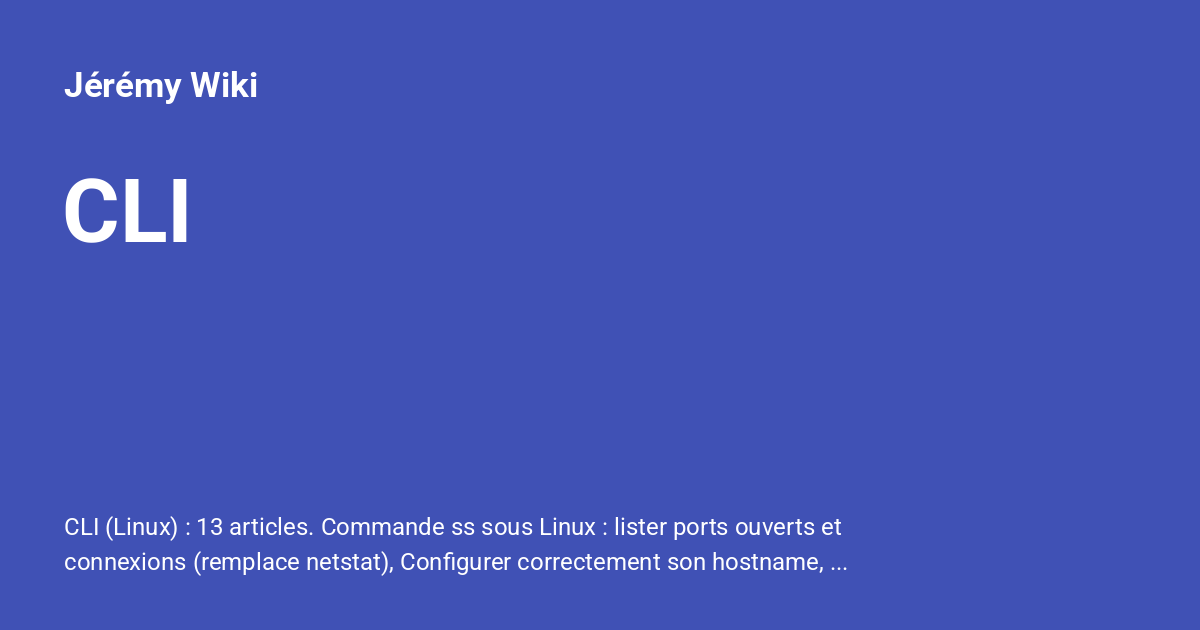 Jérémy Wiki
CLI
CLI (Linux) : 13 articles. Commande ss sous Linux : lister ports ouverts et
connexions (remplace netstat), Configurer correctement son hostname, ...